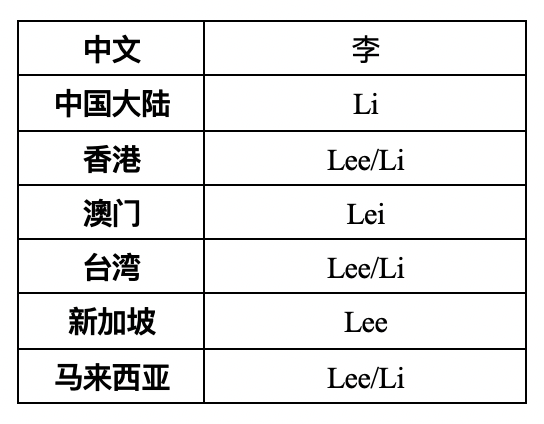 中文 李
中国大陆 Li
香港 Lee/Li
澳门 Lei
台湾 Lee/Li
新加坡 Lee
马来西亚 Lee/Li